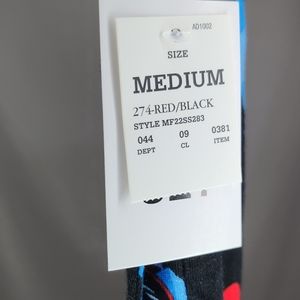 AD1002
SIZE
MEDIUM
274-RED/BLACK
STYLE MF22SS283
044 09 0381
DEPT CL ITEM